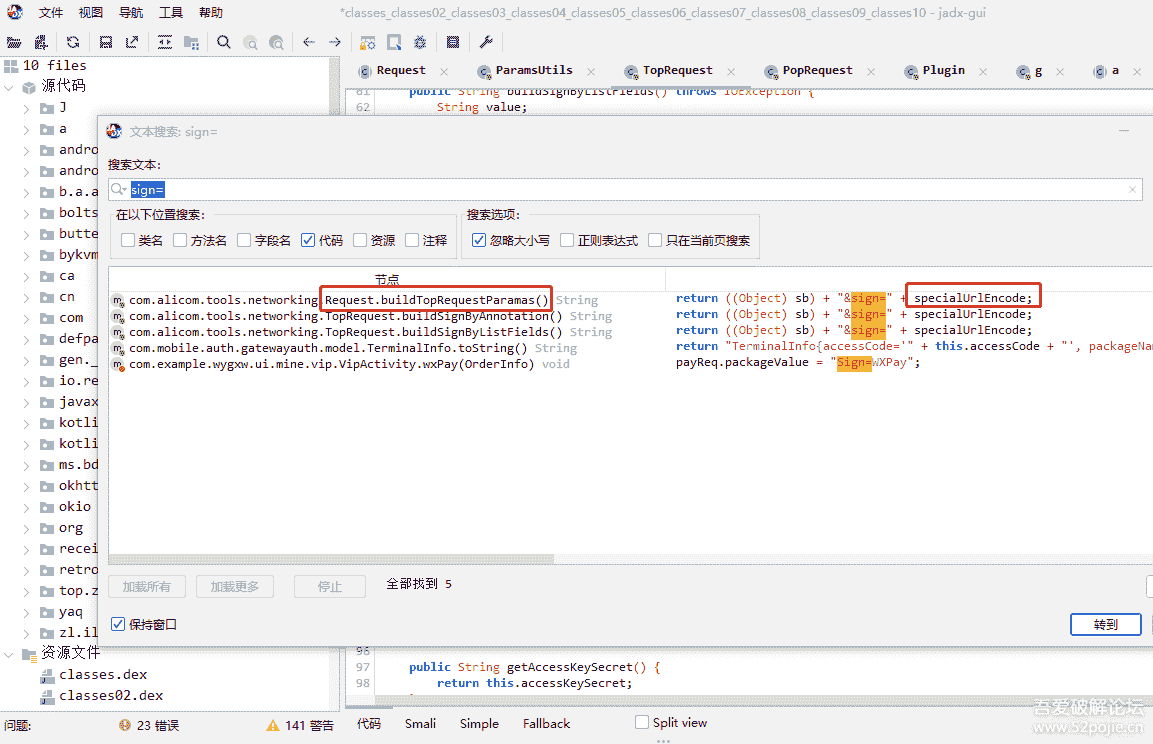 文件 视图 导航 工具 帮助 *classes_classes02_classes03_classes04_classes05_classes06_classes07_classes08_classes09_classes10 - jadx-gui
10 files
源代码
Request × ParamsUtils × TopRequest × PopRequest × Plugin × g × a ×
61 public String buildSignByListFields() throws IOException {
62 String value;
J
a
andro
andro
b.a.a
bolts
butte
bykvm
ca
cn
com
defpa
gen._
io.re
javax
kotli
kotli
ms.bd
okhtt
okio
org
recei
retro
top.z
yaq
zl.il
资源文件
classes.dex
classes02.dex
文本搜索: sign=
搜索文本:
sign=
在以下位置搜索: 搜索选项:
类名 方法名 字段名 代码 资源 注释 忽略大小写 正则表达式 只在当前页搜索
节点
com.alicom.tools.networking.Request.buildTopRequestParamas() String return ((Object) sb) + "&sign=" + specialUrlEncode;
com.alicom.tools.networking.TopRequest.buildSignByAnnotation() String return ((Object) sb) + "&sign=" + specialUrlEncode;
com.alicom.tools.networking.TopRequest.buildSignByListFields() String return ((Object) sb) + "&sign=" + specialUrlEncode;
com.mobile.auth.gatewayauth.model.TerminalInfo.toString() String return "TerminalInfo{accessCode='" + this.accessCode + "', packageNa
com.example.wygxw.ui.mine.vip.VipActivity.wxPay(OrderInfo) void payReq.packageValue = "Sign=WXPay";
加载所有 加载更多 停止 全部找到 5
保持窗口 转到
96
97 public String getAccessKeySecret() {
98 return this.accessKeySecret;
问题: 23 错误 141 警告 代码 Smali Simple Fallback Split view
吾爱破解论坛
www.52pojie.cn